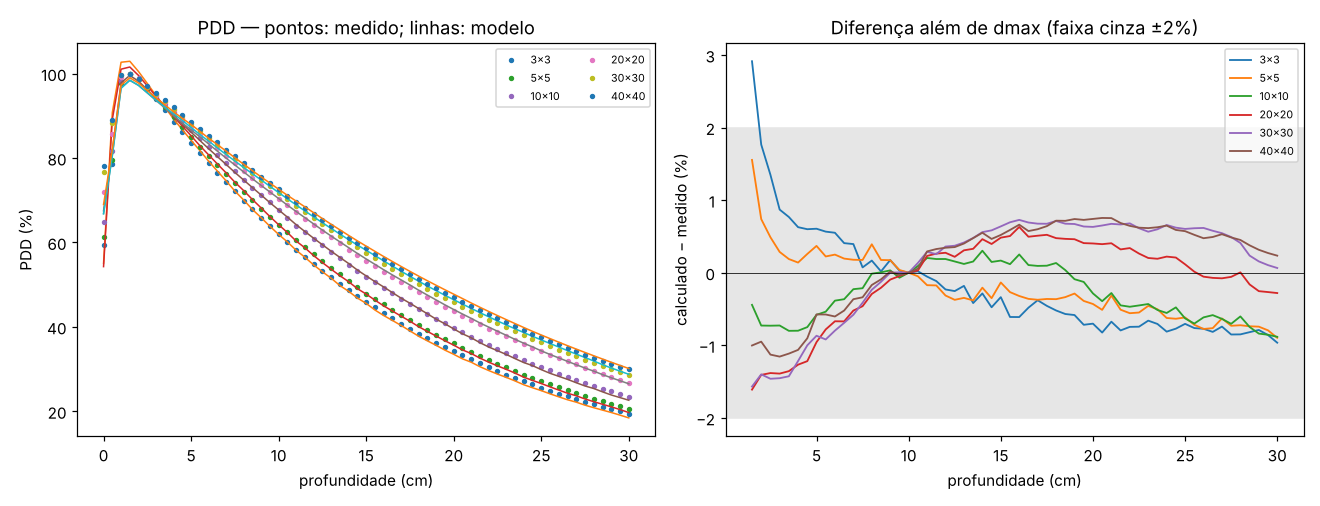 PDD — pontos: medido; linhas: modelo
PDD (%)
100
80
60
40
20
0 5 10 15 20 25 30
profundidade (cm)
3×3 20×20
5×5 30×30
10×10 40×40
Diferença além de dmax (faixa cinza ±2%)
calculado − medido (%)
3
2
1
0
−1
−2
5 10 15 20 25 30
profundidade (cm)
3×3
5×5
10×10
20×20
30×30
40×40